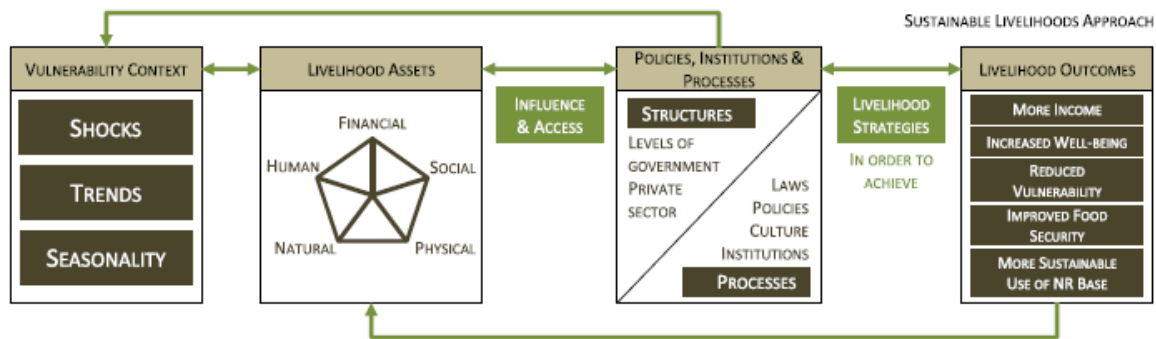 SUSTAINABLE LIVELIHOODS APPROACH
VULNERABILITY CONTEXT
SHOCKS
TRENDS
SEASONALITY
LIVELIHOOD ASSETS
FINANCIAL
HUMAN
SOCIAL
NATURAL
PHYSICAL
INFLUENCE
& ACCESS
POLICIES, INSTITUTIONS &
PROCESSES
STRUCTURES
LEVELS OF
GOVERNMENT
PRIVATE
SECTOR
LAWS
POLICIES
CULTURE
INSTITUTIONS
PROCESSES
LIVELIHOOD
STRATEGIES
IN ORDER TO
ACHIEVE
LIVELIHOOD OUTCOMES
MORE INCOME
INCREASED WELL-BEING
REDUCED
VULNERABILITY
IMPROVED FOOD
SECURITY
MORE SUSTAINABLE
USE OF NR BASE